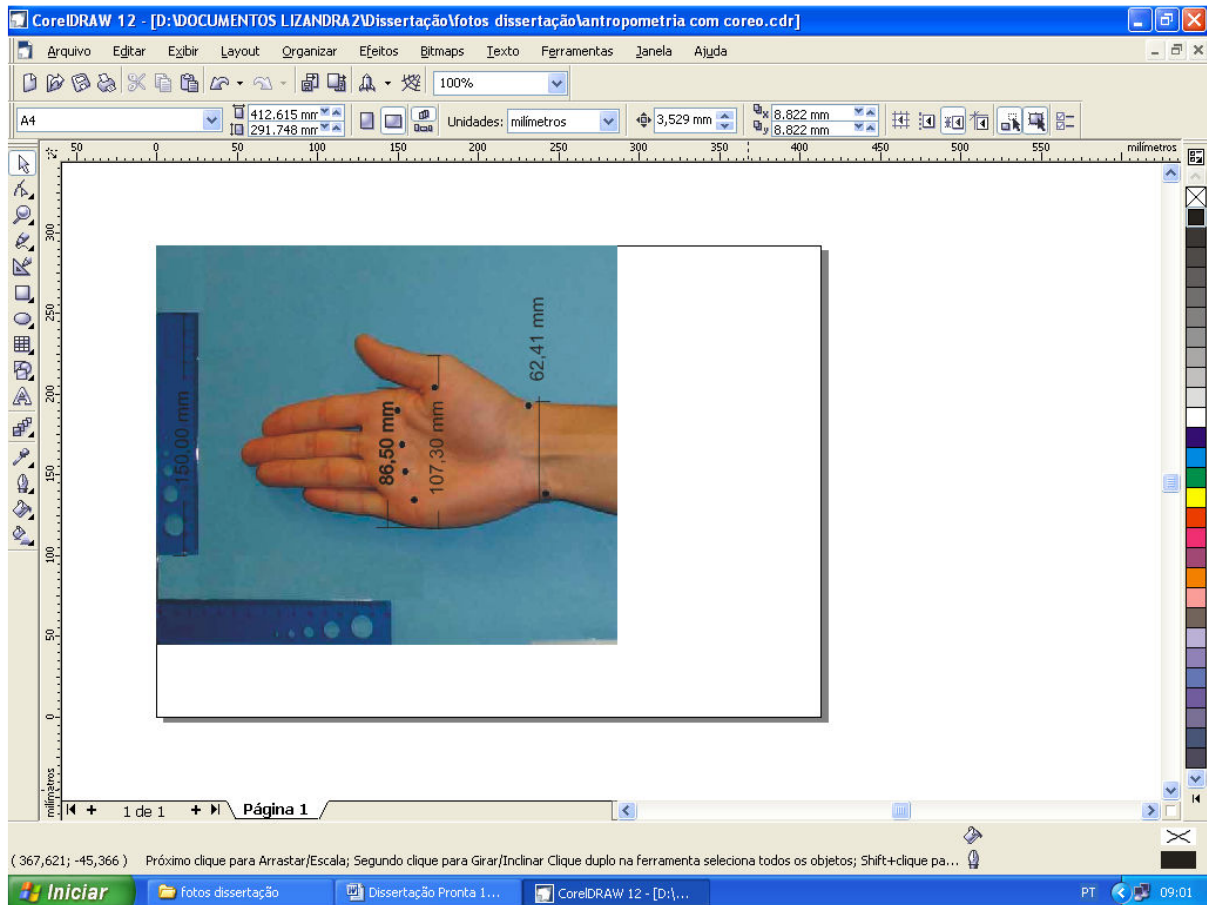 CorelDRAW 12 - [D:\DOCUMENTOS LIZANDRA2\Dissertação\fotos dissertação\antropometria com coreo.cdr]
Arquivo Editar Exibir Layout Organizar Efeitos Bitmaps Texto Ferramentas Janela Ajuda
100%
A4 412.615 mm 291.748 mm Unidades: milímetros 3,529 mm x 8.822 mm y 8.822 mm
50 0 50 100 150 200 250 300 350 400 450 500 550 milímetros
300
250
200
150
100
50
0
milímetros
150,00 mm
86,50 mm
107,30 mm
62,41 mm
1 de 1 Página 1
( 367,621; -45,366 ) Próximo clique para Arrastar/Escala; Segundo clique para Girar/Inclinar Clique duplo na ferramenta seleciona todos os objetos; Shift+clique pa...
Iniciar fotos dissertação Dissertação Pronta 1... CorelDRAW 12 - [D:\... PT 09:01